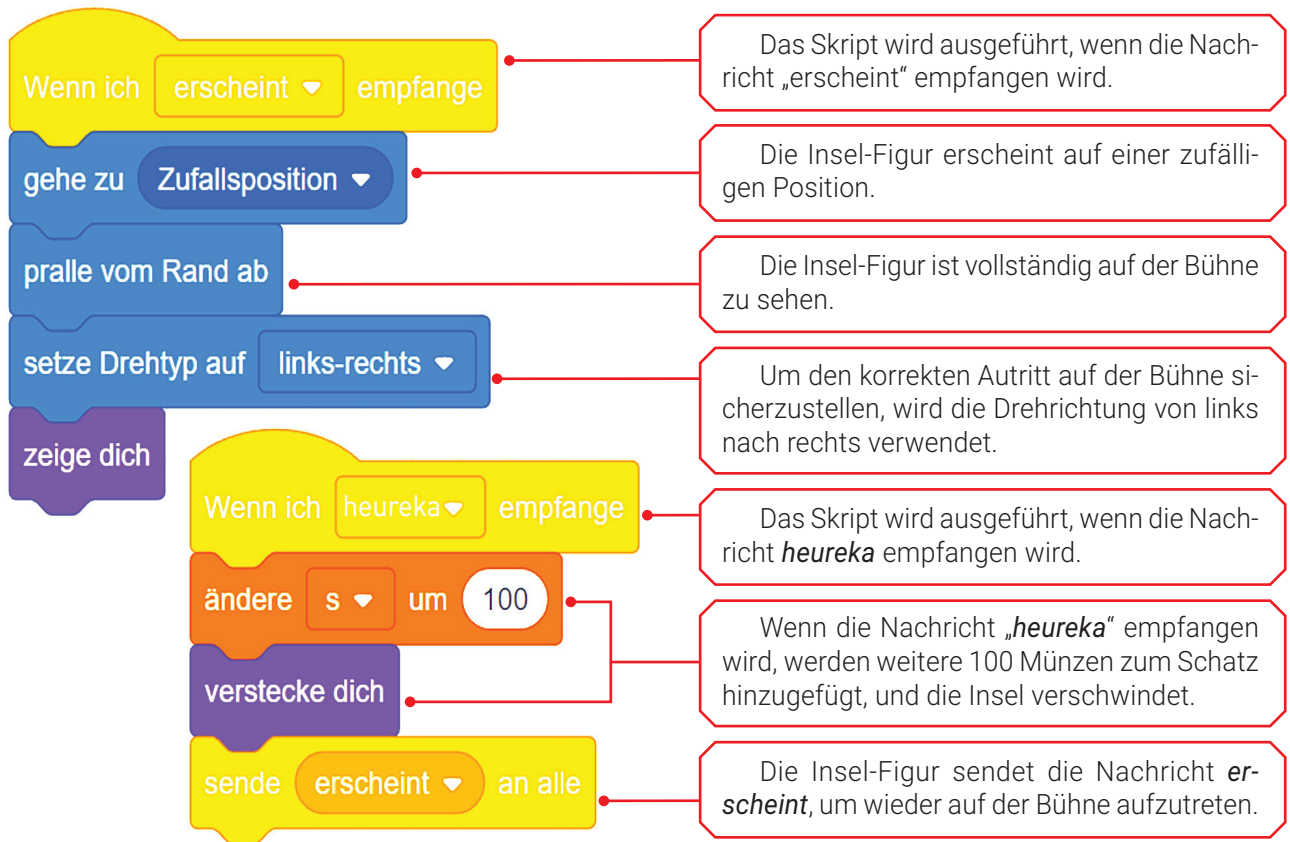 Wenn ich erscheint empfange
Das Skript wird ausgeführt, wenn die Nach-
richt „erscheint“ empfangen wird.
gehe zu Zufallsposition
Die Insel-Figur erscheint auf einer zufälli-
gen Position.
pralle vom Rand ab
Die Insel-Figur ist vollständig auf der Bühne
zu sehen.
setze Drehtyp auf links-rechts
Um den korrekten Autritt auf der Bühne si-
cherzustellen, wird die Drehrichtung von links
nach rechts verwendet.
zeige dich
Wenn ich heureka empfange
Das Skript wird ausgeführt, wenn die Nach-
richt heureka empfangen wird.
ändere s um 100
verstecke dich
Wenn die Nachricht „heureka“ empfangen
wird, werden weitere 100 Münzen zum Schatz
hinzugefügt, und die Insel verschwindet.
sende erscheint an alle
Die Insel-Figur sendet die Nachricht er-
scheint, um wieder auf der Bühne aufzutreten.